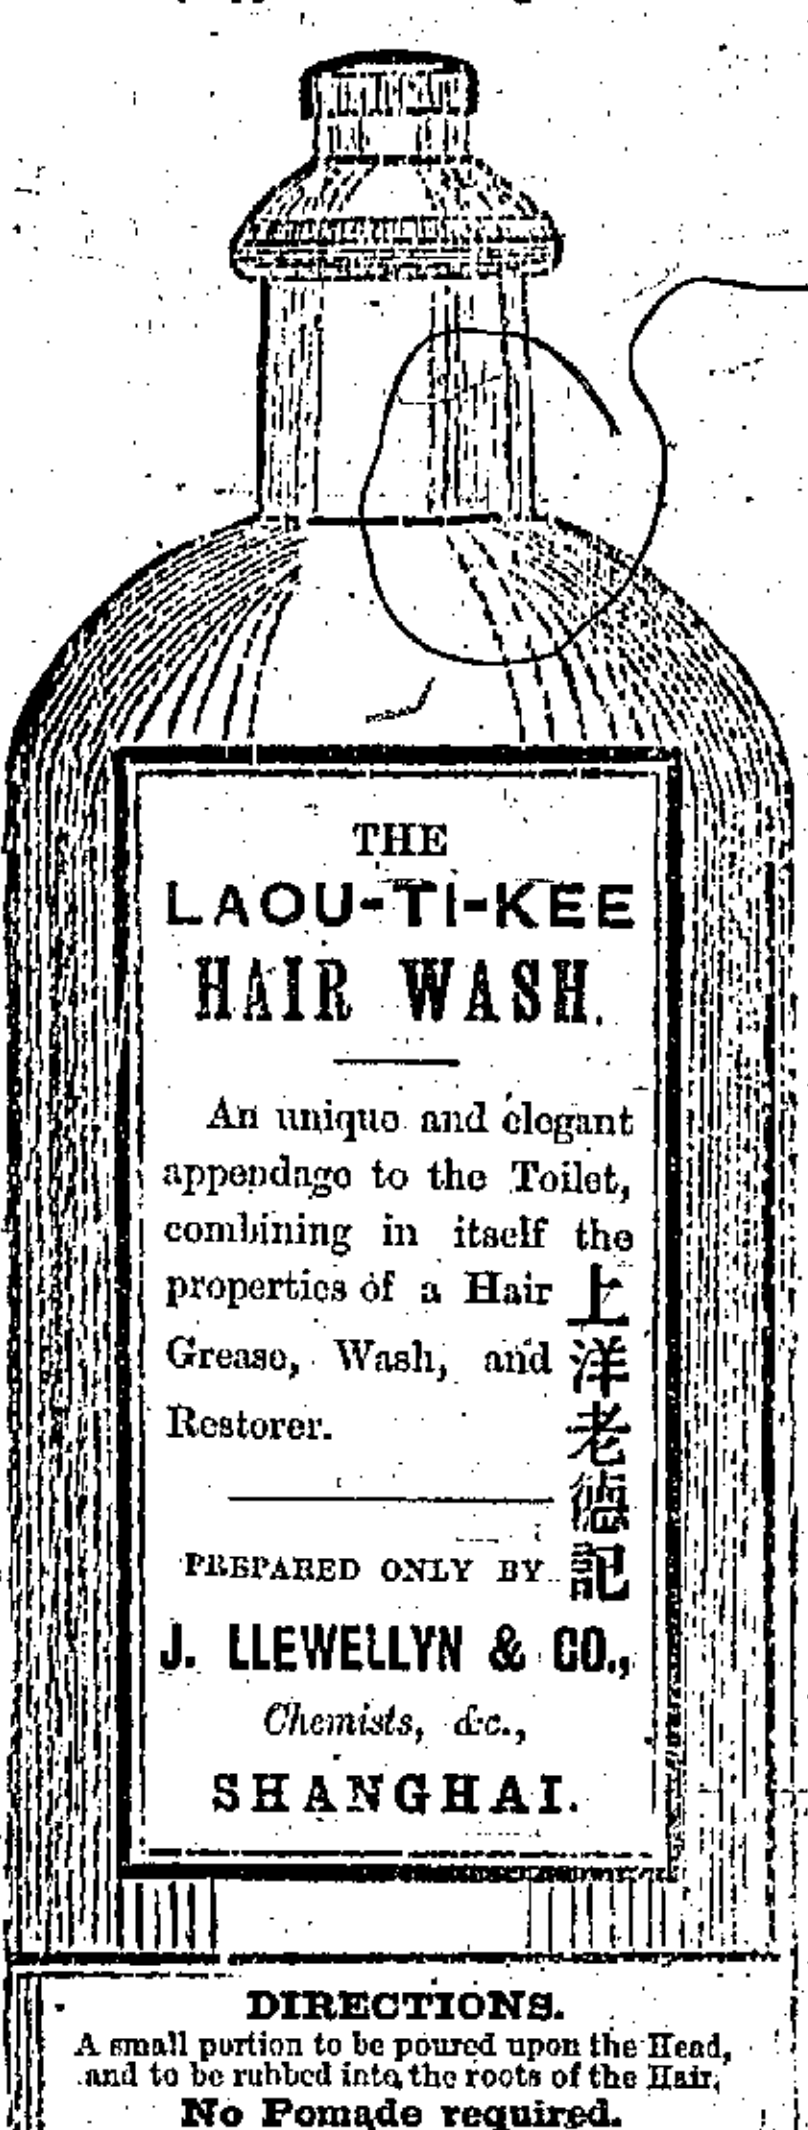 THE
LAOU-TI-KEE
HAIR WASH.
An unique and elegant
appendage to the Toilet,
combining in itself the
properties of a Hair
Grease, Wash, and
Restorer.
上洋老德記
PREPARED ONLY BY
J. LLEWELLYN & CO.,
Chemists, &c.,
SHANGHAI.
DIRECTIONS.
A small portion to be poured upon the Head,
and to be rubbed into the roots of the Hair,
No Pomade required.